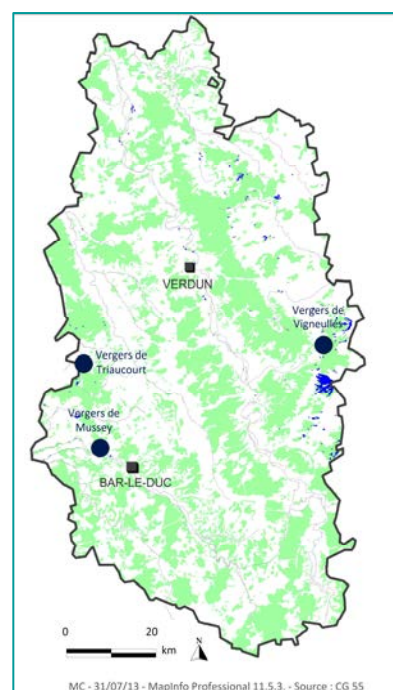 VERDUN
Vergers de
Vigneulles
Vergers de
Triaucourt
Vergers de
Mussey
BAR-LE-DUC
0 20
km
N
MC - 31/07/13 - MapInfo Professional 11.5.3. - Source : CG 55